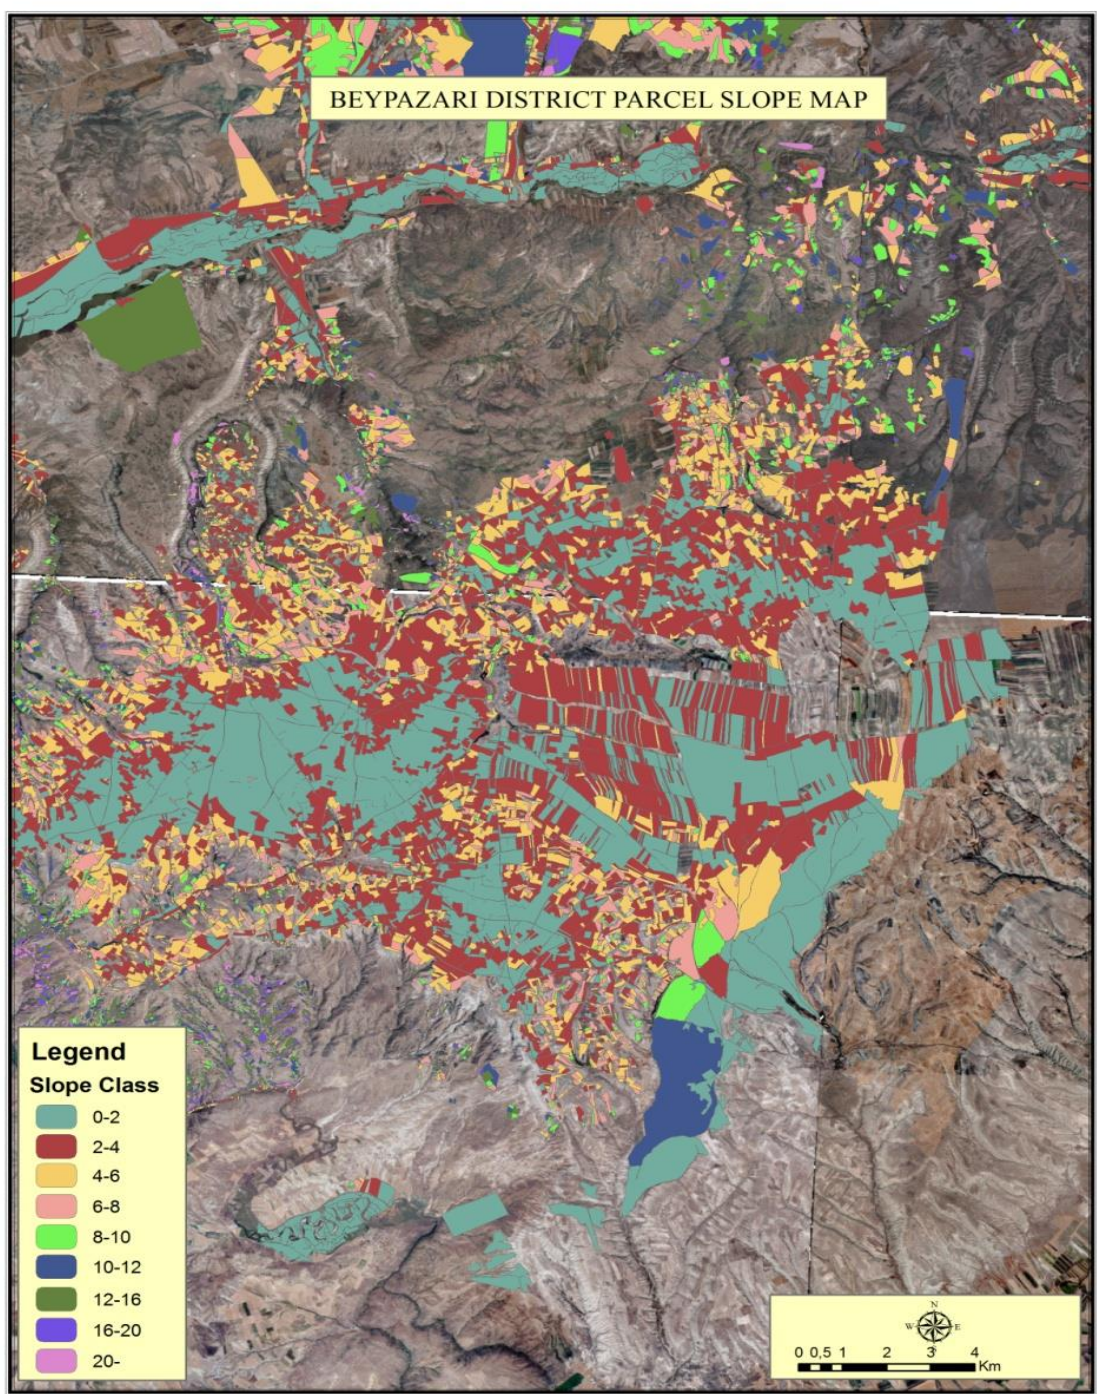 BEYPAZARI DISTRICT PARCEL SLOPE MAP
Legend
Slope Class
0-2
2-4
4-6
6-8
8-10
10-12
12-16
16-20
20-
N
W E
S
0 0,5 1 2 3 4
Km